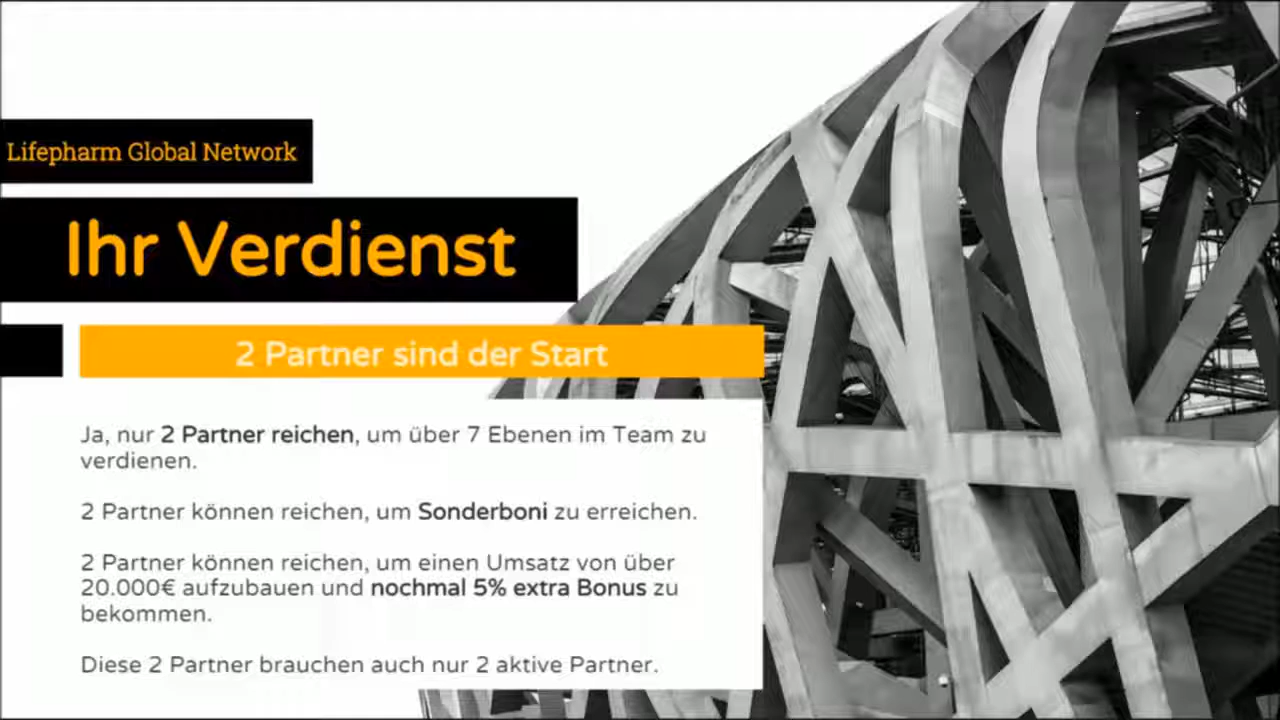 Lifepharm Global Network
Ihr Verdienst
2 Partner sind der Start
Ja, nur 2 Partner reichen, um über 7 Ebenen im Team zu
verdienen.
2 Partner können reichen, um Sonderboni zu erreichen.
2 Partner können reichen, um einen Umsatz von über
20.000€ aufzubauen und nochmal 5% extra Bonus zu
bekommen.
Diese 2 Partner brauchen auch nur 2 aktive Partner.